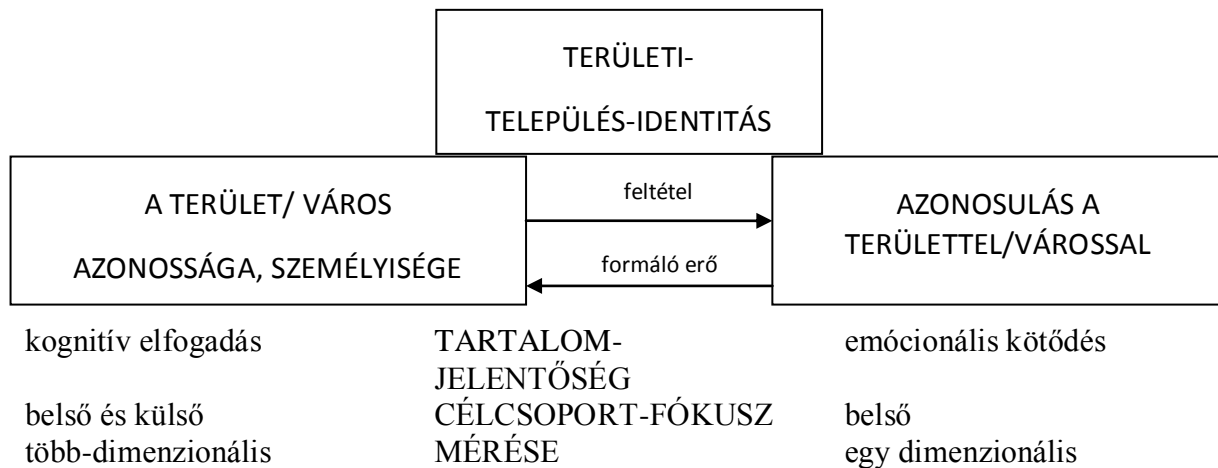 TERÜLETI-
TELEPÜLÉS-IDENTITÁS
A TERÜLET/ VÁROS
AZONOSSÁGA, SZEMÉLYISÉGE
feltétel
formáló erő
AZONOSULÁS A
TERÜLETTEL/VÁROSSAL
kognitív elfogadás
TARTALOM-
JELENTŐSÉG
emócionális kötődés
belső és külső
CÉLCSOPORT-FÓKUSZ
belső
több-dimenzionális
MÉRÉSE
egy dimenzionális